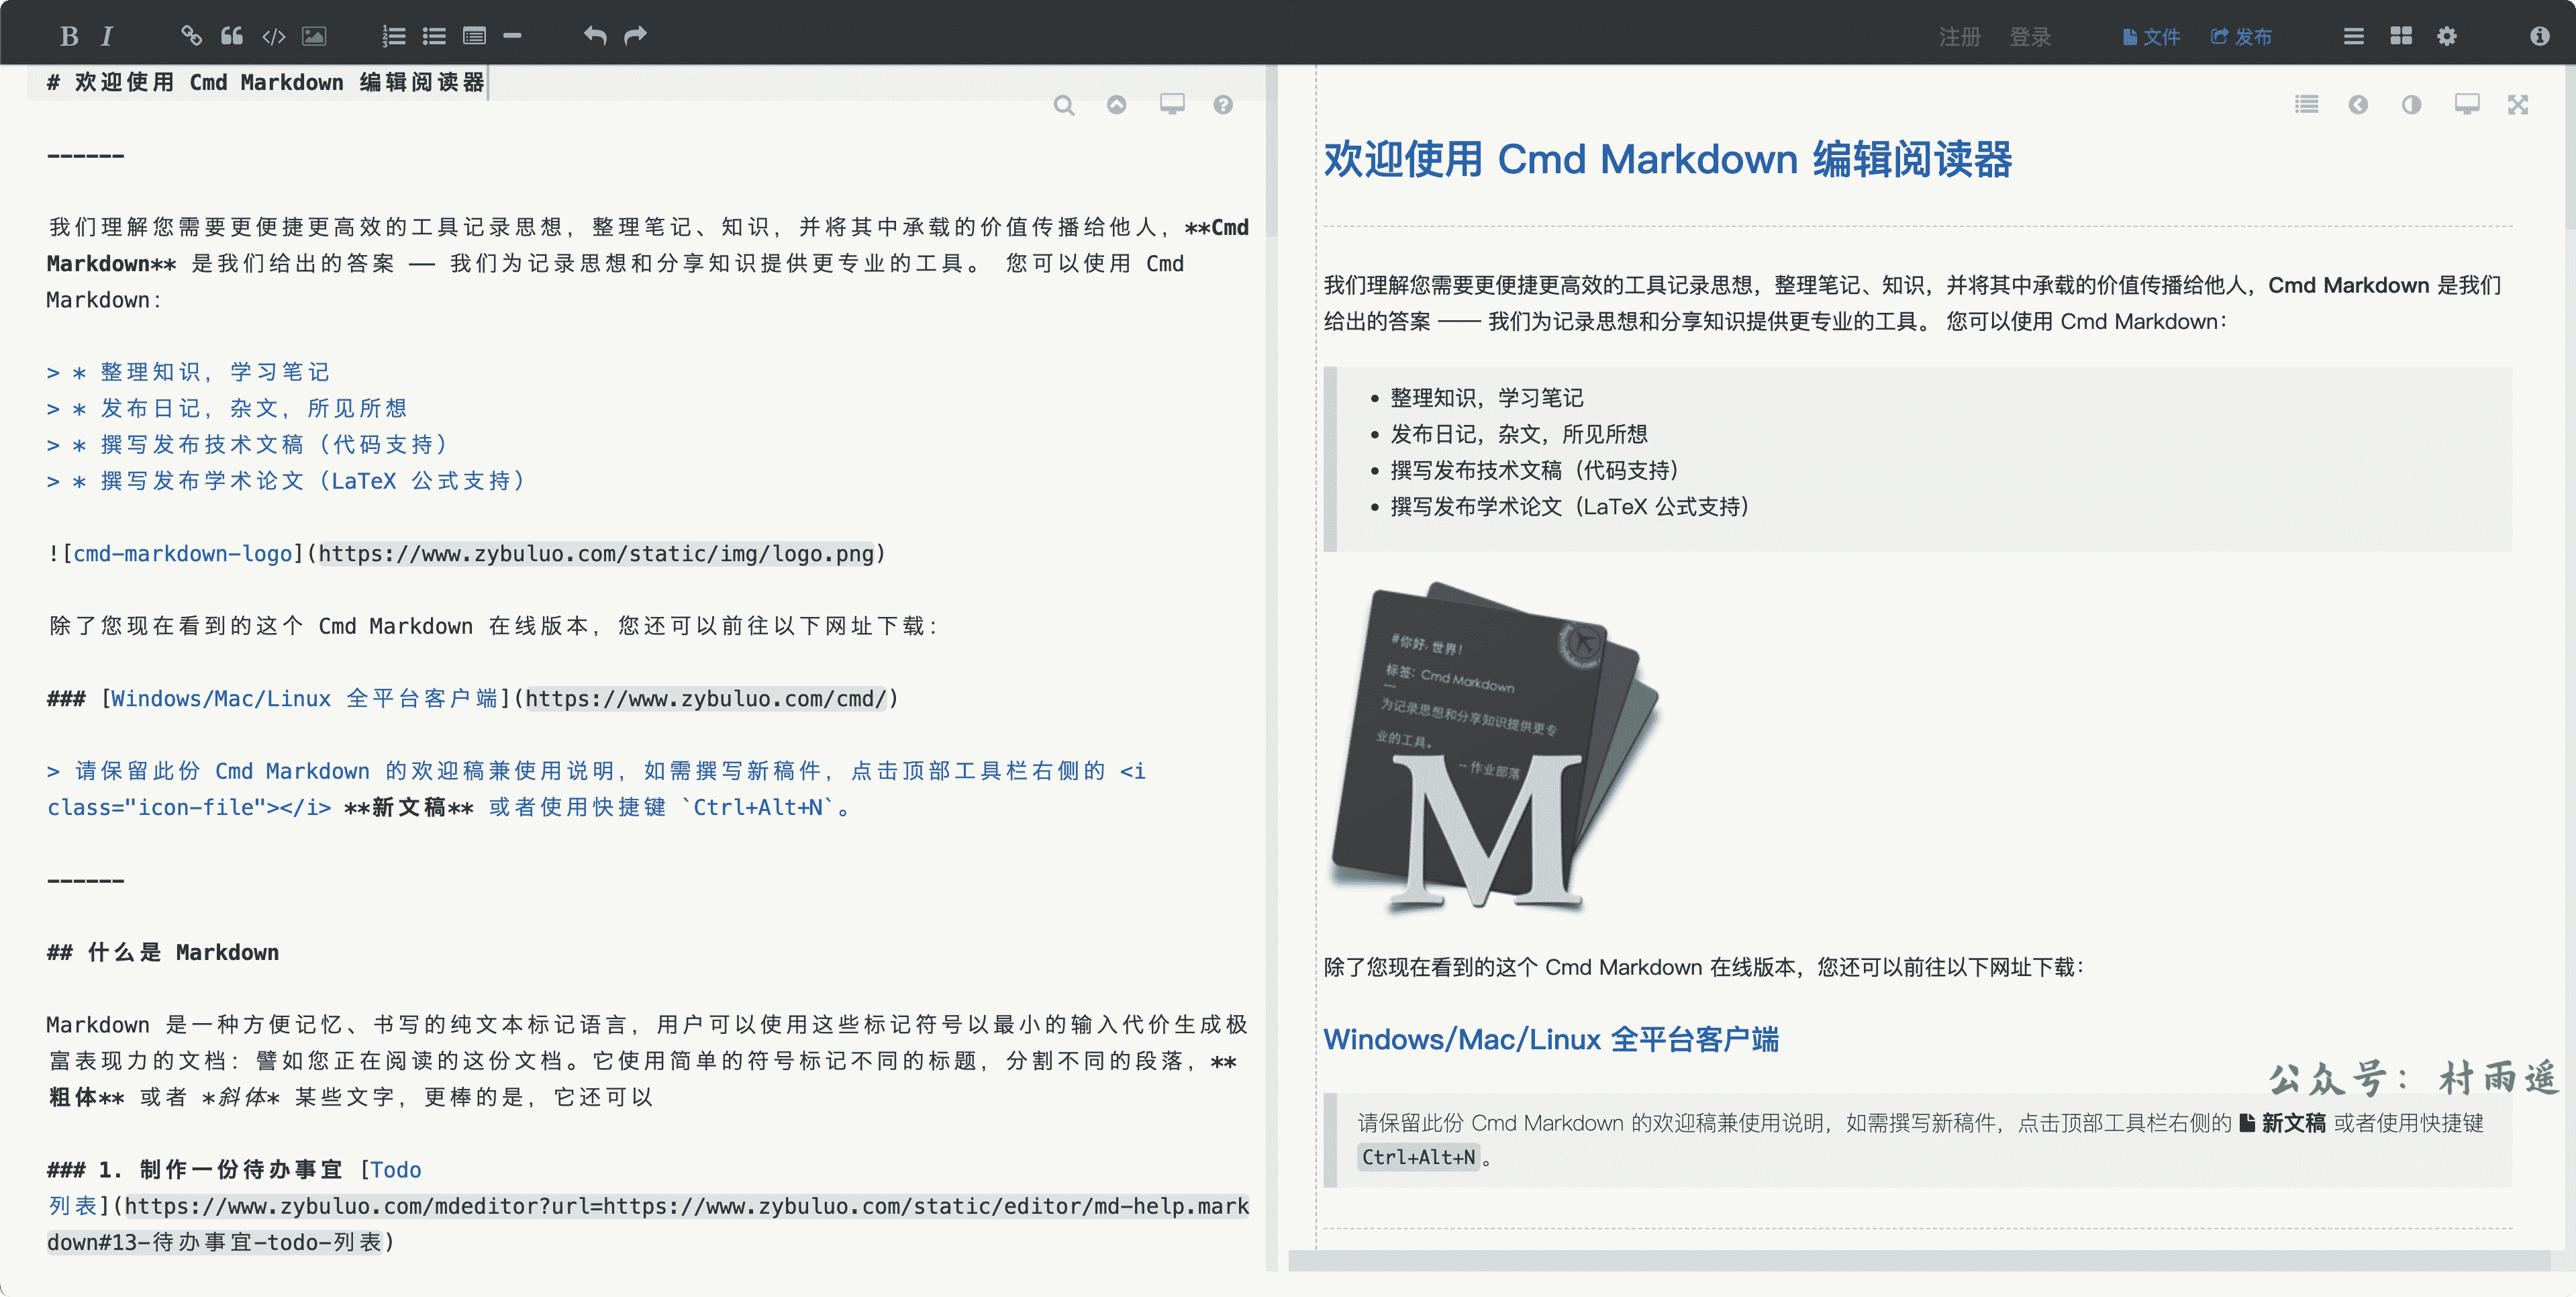 注册 登录 文件 发布
# 欢迎使用 Cmd Markdown 编辑阅读器
------
我们理解您需要更便捷更高效的工具记录思想，整理笔记、知识，并将其中承载的价值传播给他人，**Cmd
Markdown** 是我们给出的答案 —— 我们为记录思想和分享知识提供更专业的工具。 您可以使用 Cmd
Markdown：
> * 整理知识，学习笔记
> * 发布日记，杂文，所见所想
> * 撰写发布技术文稿（代码支持）
> * 撰写发布学术论文（LaTeX 公式支持）
![cmd-markdown-logo](https://www.zybuluo.com/static/img/logo.png)
除了您现在看到的这个 Cmd Markdown 在线版本，您还可以前往以下网址下载：
### [Windows/Mac/Linux 全平台客户端](https://www.zybuluo.com/cmd/)
> 请保留此份 Cmd Markdown 的欢迎稿兼使用说明，如需撰写新稿件，点击顶部工具栏右侧的 <i
class="icon-file"></i> **新文稿** 或者使用快捷键 `Ctrl+Alt+N`。
------
## 什么是 Markdown
Markdown 是一种方便记忆、书写的纯文本标记语言，用户可以使用这些标记符号以最小的输入代价生成极
富表现力的文档：譬如您正在阅读的这份文档。它使用简单的符号标记不同的标题，分割不同的段落，**
粗体** 或者 *斜体* 某些文字，更棒的是，它还可以
### 1. 制作一份待办事宜 [Todo
列表](https://www.zybuluo.com/mdeditor?url=https://www.zybuluo.com/static/editor/md-help.mark
down#13-待办事宜-todo-列表)
欢迎使用 Cmd Markdown 编辑阅读器
我们理解您需要更便捷更高效的工具记录思想，整理笔记、知识，并将其中承载的价值传播给他人，Cmd Markdown 是我们
给出的答案 —— 我们为记录思想和分享知识提供更专业的工具。 您可以使用 Cmd Markdown：
整理知识，学习笔记
发布日记，杂文，所见所想
撰写发布技术文稿（代码支持）
撰写发布学术论文（LaTeX 公式支持）
#你好, 世界！
标签：Cmd Markdown
---
为记录思想和分享知识提供更专
业的工具。
-- 作业部落
M
除了您现在看到的这个 Cmd Markdown 在线版本，您还可以前往以下网址下载：
Windows/Mac/Linux 全平台客户端
公众号：村雨遥
请保留此份 Cmd Markdown 的欢迎稿兼使用说明，如需撰写新稿件，点击顶部工具栏右侧的 新文稿 或者使用快捷键
Ctrl+Alt+N。